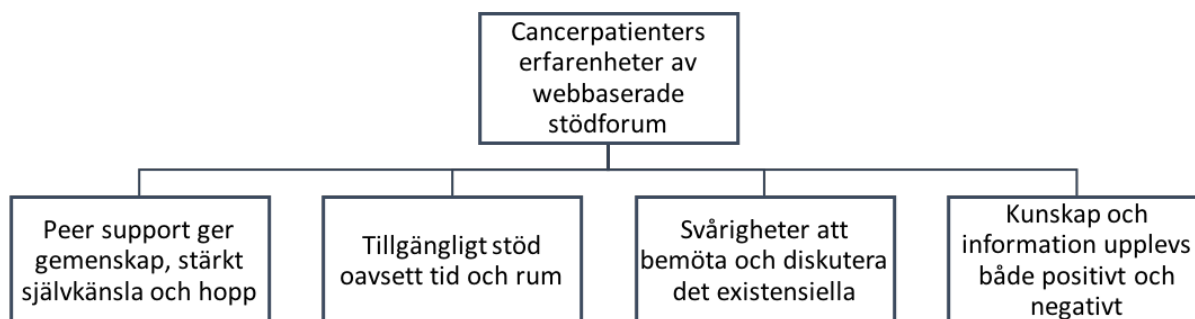 Cancerpatienters
erfarenheter av
webbaserade
stödforum
Peer support ger
gemenskap, stärkt
självkänsla och hopp
Tillgängligt stöd
oavsett tid och rum
Svårigheter att
bemöta och diskutera
det existensiella
Kunskap och
information upplevs
både positivt och
negativt